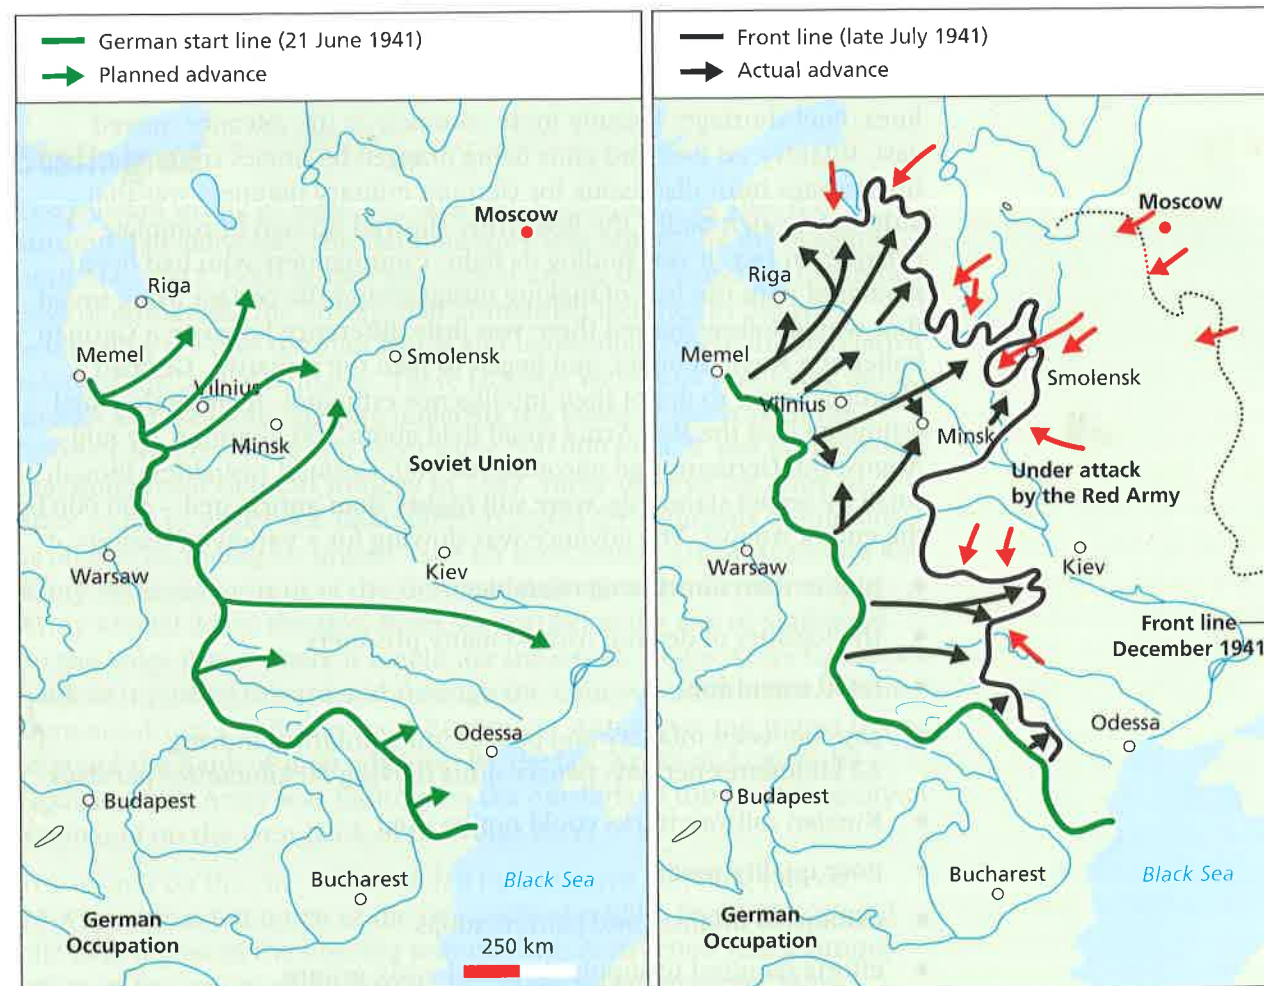 German start line (21 June 1941)
Planned advance
Moscow
Riga
Memel
Smolensk
Vilnius
Minsk
Soviet Union
Warsaw
Kiev
Odessa
Budapest
Bucharest
Black Sea
German
Occupation
250 km
Front line (late July 1941)
Actual advance
Moscow
Riga
Memel
Smolensk
Vilnius
Minsk
Under attack
by the Red Army
Warsaw
Kiev
Front line
December 1941
Odessa
Budapest
Bucharest
Black Sea
German
Occupation